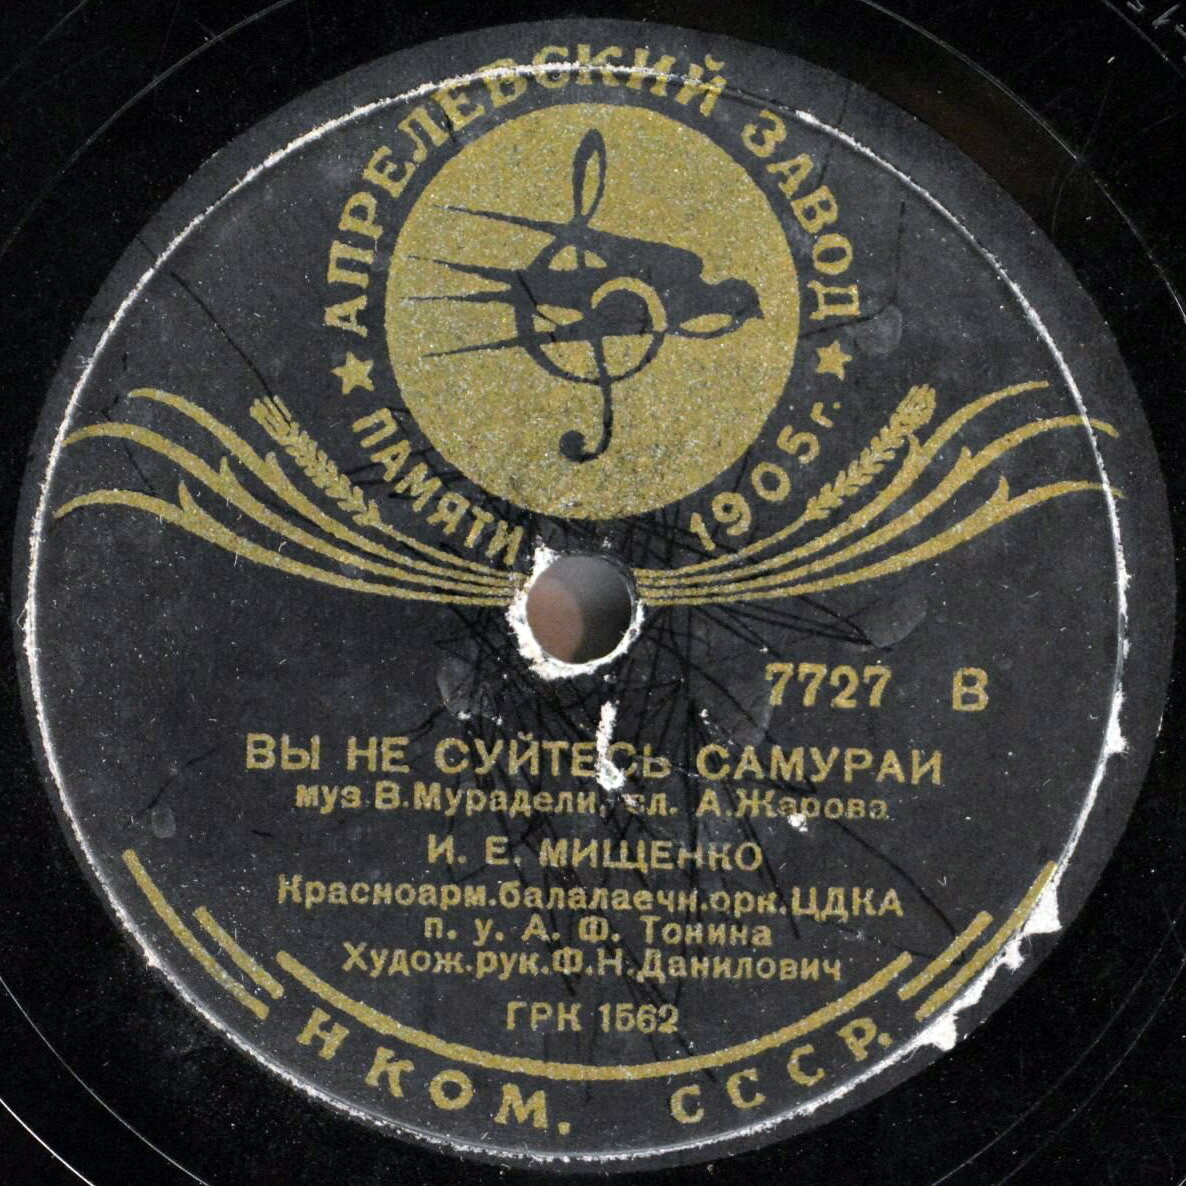 АПРЕЛЕВСКИЙ ЗАВОД
ПАМЯТИ 1905 г.
7727 В
ВЫ НЕ СУЙТЕСЬ САМУРАИ
муз.В.Мурадели, сл. А.Жарова
И. Е. МИЩЕНКО
Красноарм.балалаечн.орк.ЦДКА
п. у. А. Ф. Тонина
Худож.рук.Ф.Н.Данилович
ГРК 1562
НКОМ. СССР.